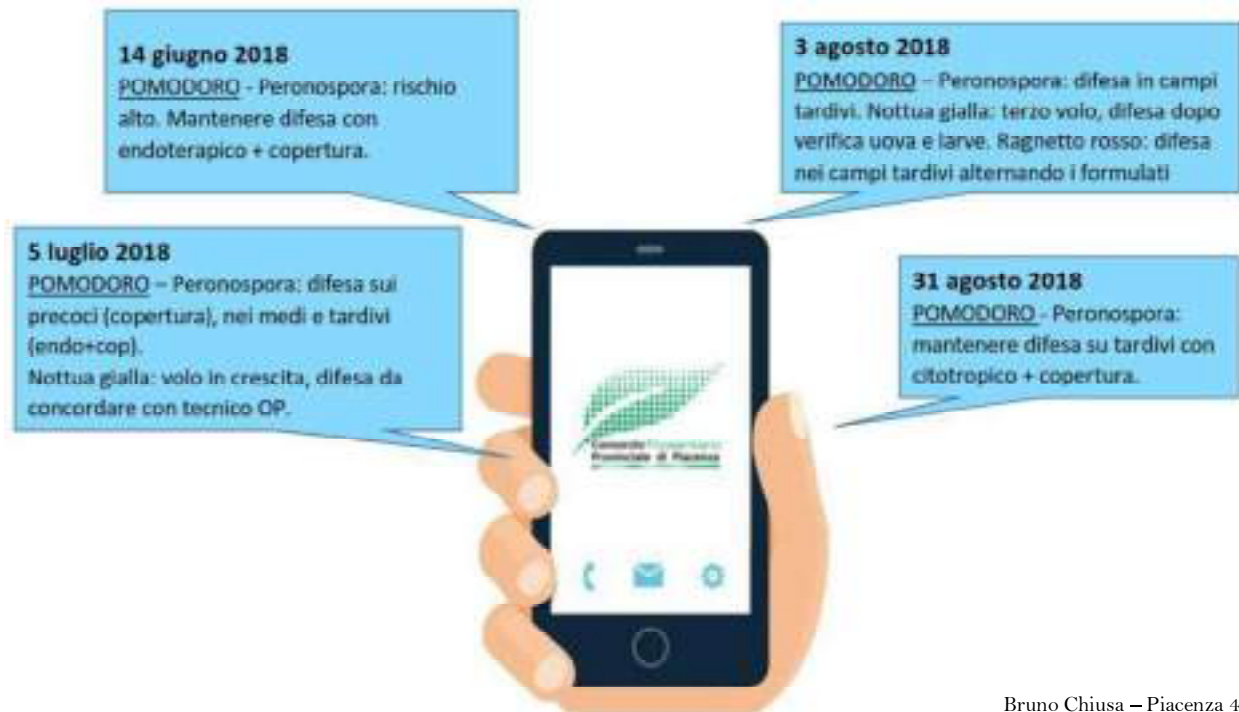 14 giugno 2018
POMODORO - Peronospora: rischio
alto. Mantenere difesa con
endoterapico + copertura.
3 agosto 2018
POMODORO – Peronospora: difesa in campi
tardivi. Nottua gialla: terzo volo, difesa dopo
verifica uova e larve. Ragnetto rosso: difesa
nei campi tardivi alternando i formulati
5 luglio 2018
POMODORO – Peronospora: difesa sui
precoci (copertura), nei medi e tardivi
(endo+cop).
Nottua gialla: volo in crescita, difesa da
concordare con tecnico OP.
31 agosto 2018
POMODORO - Peronospora:
mantenere difesa su tardivi con
citotropico + copertura.
Consorzio Fitosanitario
Provinciale di Piacenza
Bruno Chiusa – Piacenza 4